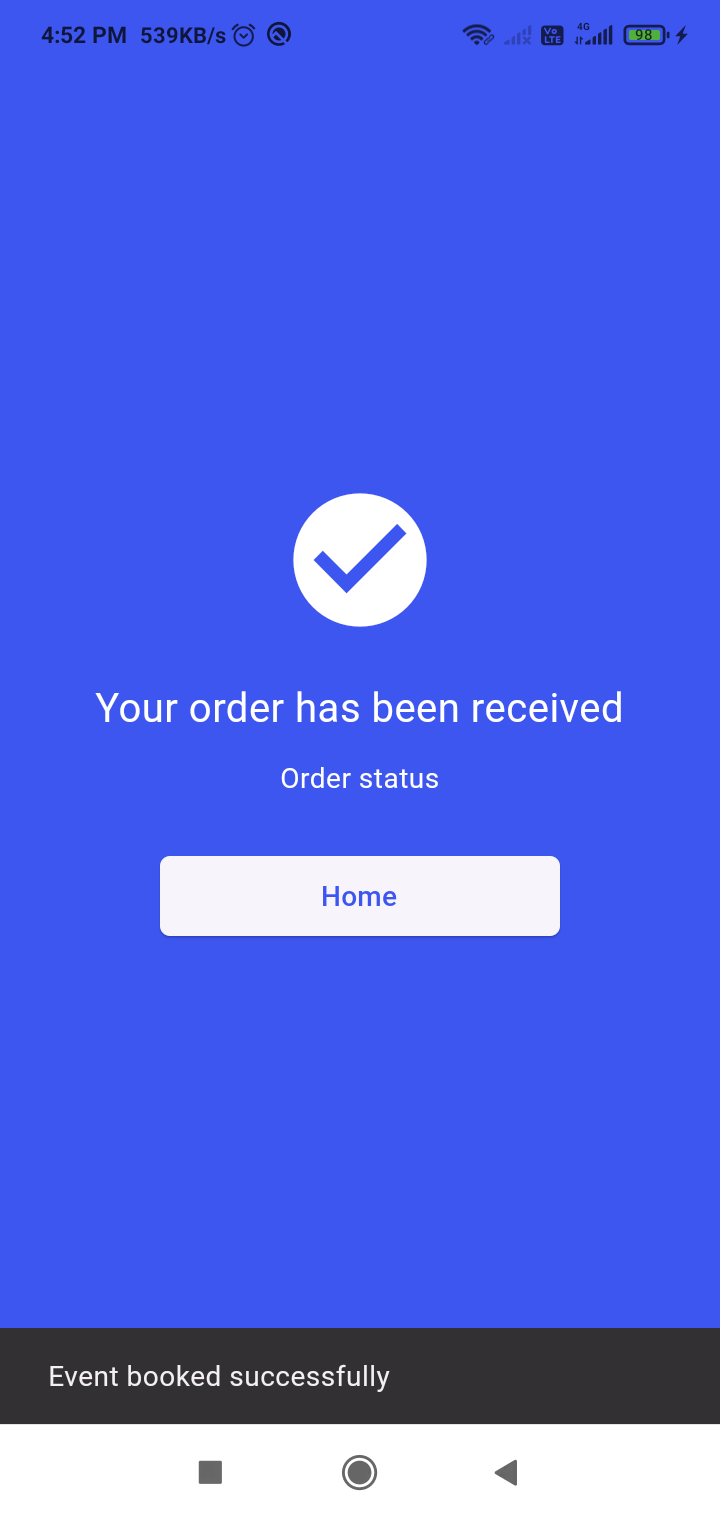 4:52 PM 539KB/s Vo LTE 4G 98
Your order has been received
Order status
Home
Event booked successfully